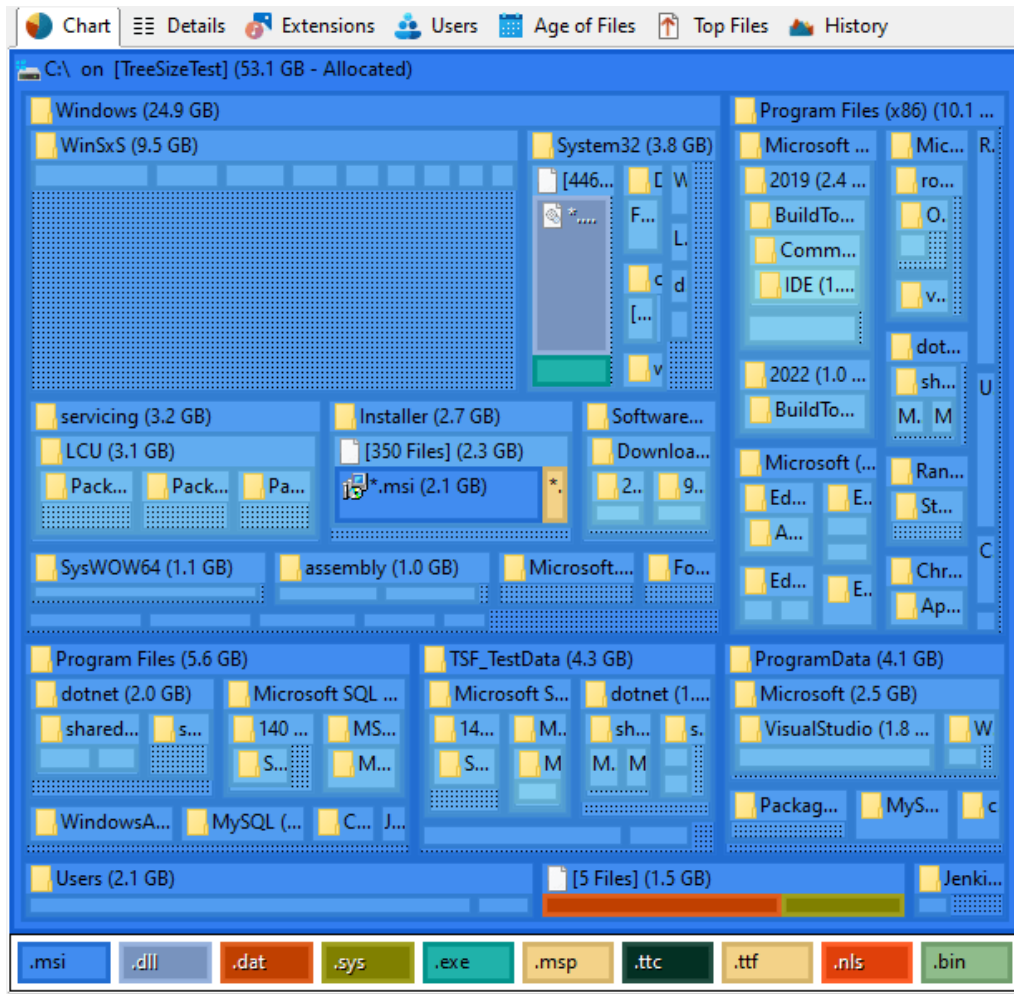 Chart Details Extensions Users Age of Files Top Files History
C:\ on [TreeSizeTest] (53.1 GB - Allocated)
Windows (24.9 GB)
WinSxS (9.5 GB)
System32 (3.8 GB)
[446...
*....
D
F...
c
[...
v
W
L.
d
Program Files (x86) (10.1 ...
Microsoft ...
2019 (2.4 ...
BuildTo...
Comm...
IDE (1....
2022 (1.0 ...
BuildTo...
Microsoft (...
Ed...
A...
Ed...
E..
E..
Mic...
ro...
O.
v..
dot...
sh...
M. M
Ran...
St...
Chr...
Ap...
R.
U
C
servicing (3.2 GB)
LCU (3.1 GB)
Pack... Pack... Pa...
Installer (2.7 GB)
[350 Files] (2.3 GB)
*.msi (2.1 GB) *.
Software...
Downloa...
2.. 9..
SysWOW64 (1.1 GB) assembly (1.0 GB) Microsoft.... Fo...
Program Files (5.6 GB)
dotnet (2.0 GB)
shared... s...
Microsoft SQL ...
140 ... MS...
S... M...
WindowsA... MySQL (... C... J...
TSF_TestData (4.3 GB)
Microsoft S...
14... M..
S... M
dotnet (1....
sh... s.
M. M
ProgramData (4.1 GB)
Microsoft (2.5 GB)
VisualStudio (1.8 ... W
Packag... MyS... c
Users (2.1 GB)
[5 Files] (1.5 GB)
Jenki...
.msi .dll .dat .sys .exe .msp .ttc .ttf .nls .bin